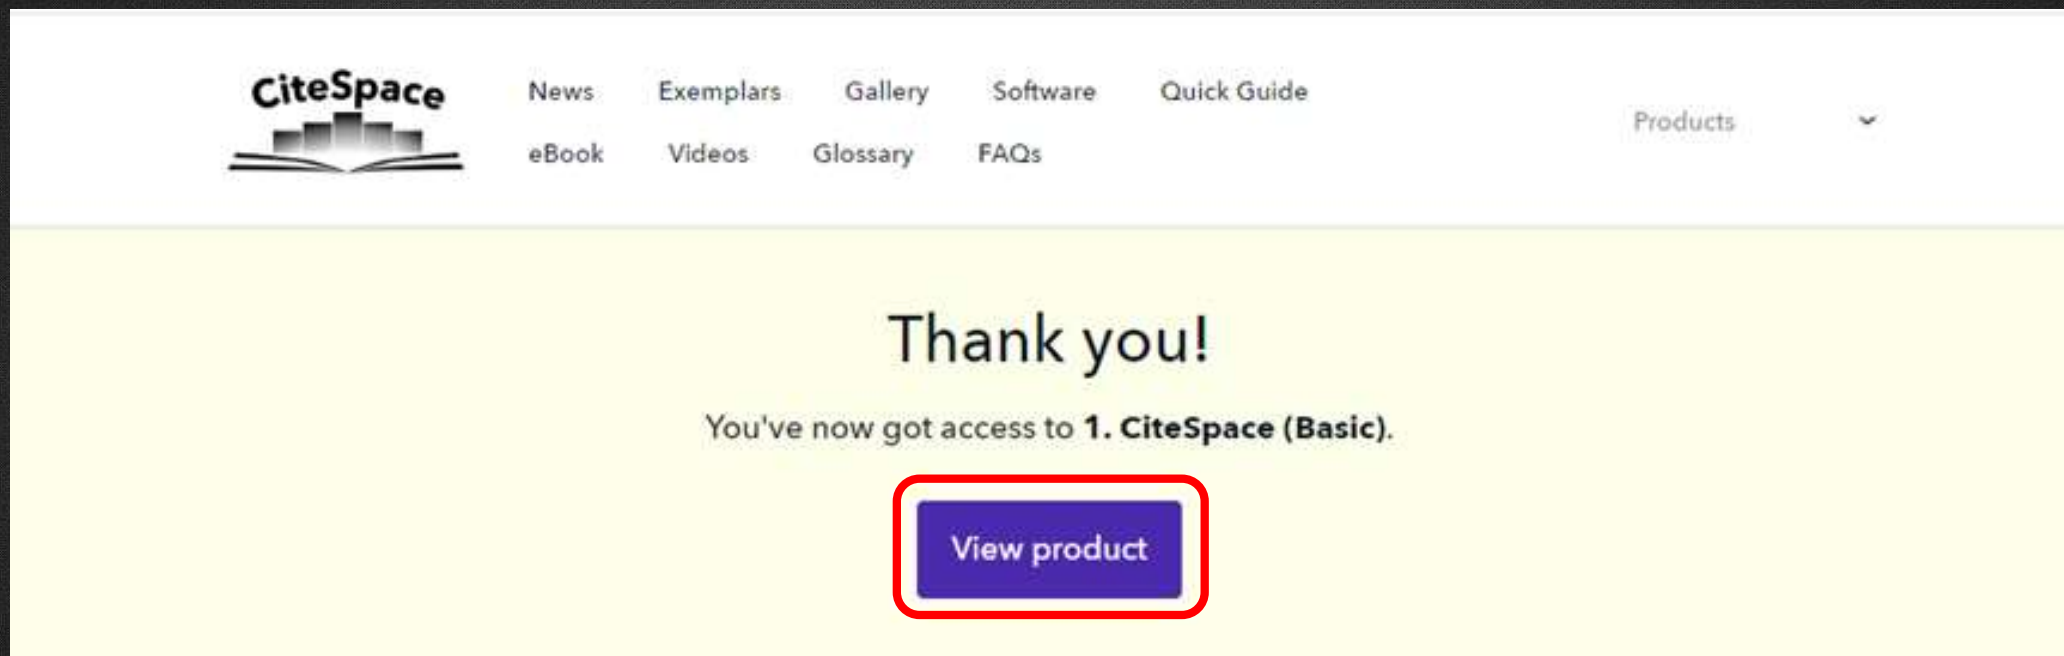 CiteSpace
News Exemplars Gallery Software Quick Guide
eBook Videos Glossary FAQs
Products
Thank you!
You've now got access to 1. CiteSpace (Basic).
View product